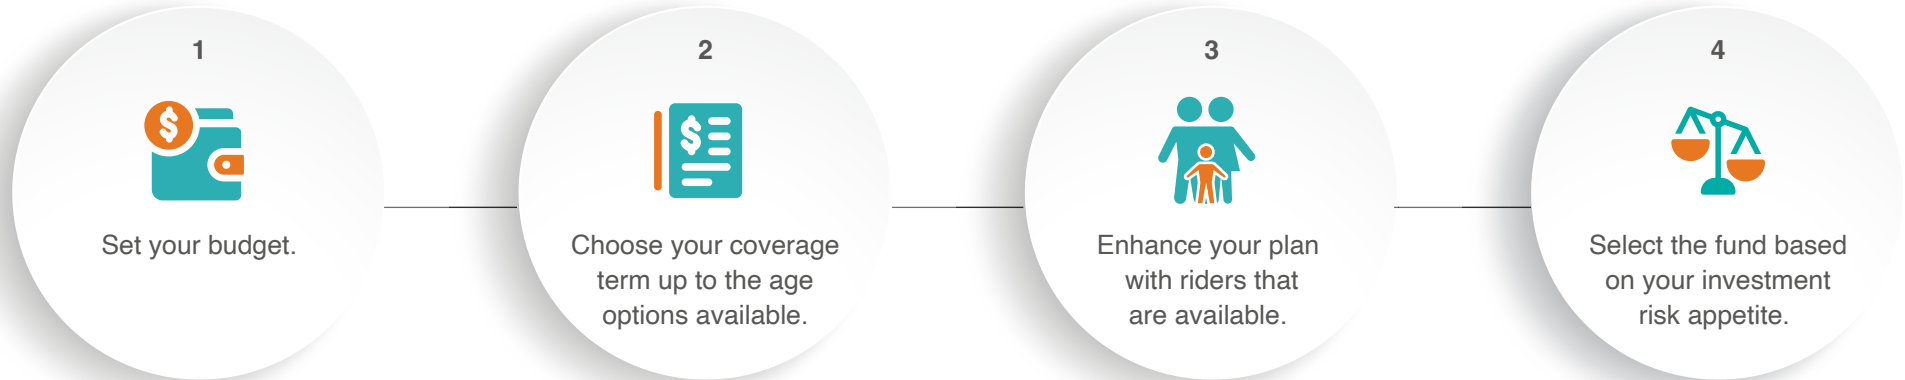 1
$
Set your budget.
2
$
Choose your coverage
term up to the age
options available.
3
Enhance your plan
with riders that
are available.
4
Select the fund based
on your investment
risk appetite.